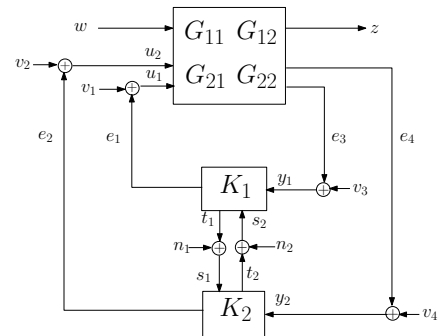 w G₁₁ G₁₂ z
v₂ u₂
v₁ u₁ G₂₁ G₂₂
e₂ e₁ e₃ e₄
K₁ y₁ v₃
t₁ s₂
n₁ n₂
s₁ t₂
K₂ y₂ v₄